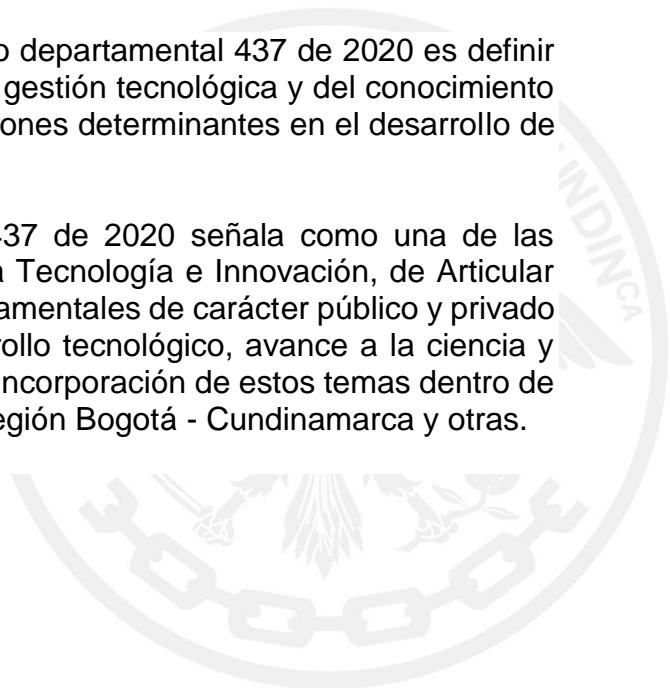 o departamental 437 de 2020 es definir
gestión tecnológica y del conocimiento
ones determinantes en el desarrollo de
437 de 2020 señala como una de las
a Tecnología e Innovación, de Articular
amentales de carácter público y privado
rollo tecnológico, avance a la ciencia y
incorporación de estos temas dentro de
egión Bogotá - Cundinamarca y otras.
UNDINCA